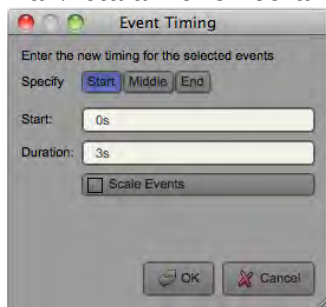 Event Timing
Enter the new timing for the selected events
Specify Start Middle End
Start: 0s
Duration: 3s
Scale Events
OK Cancel